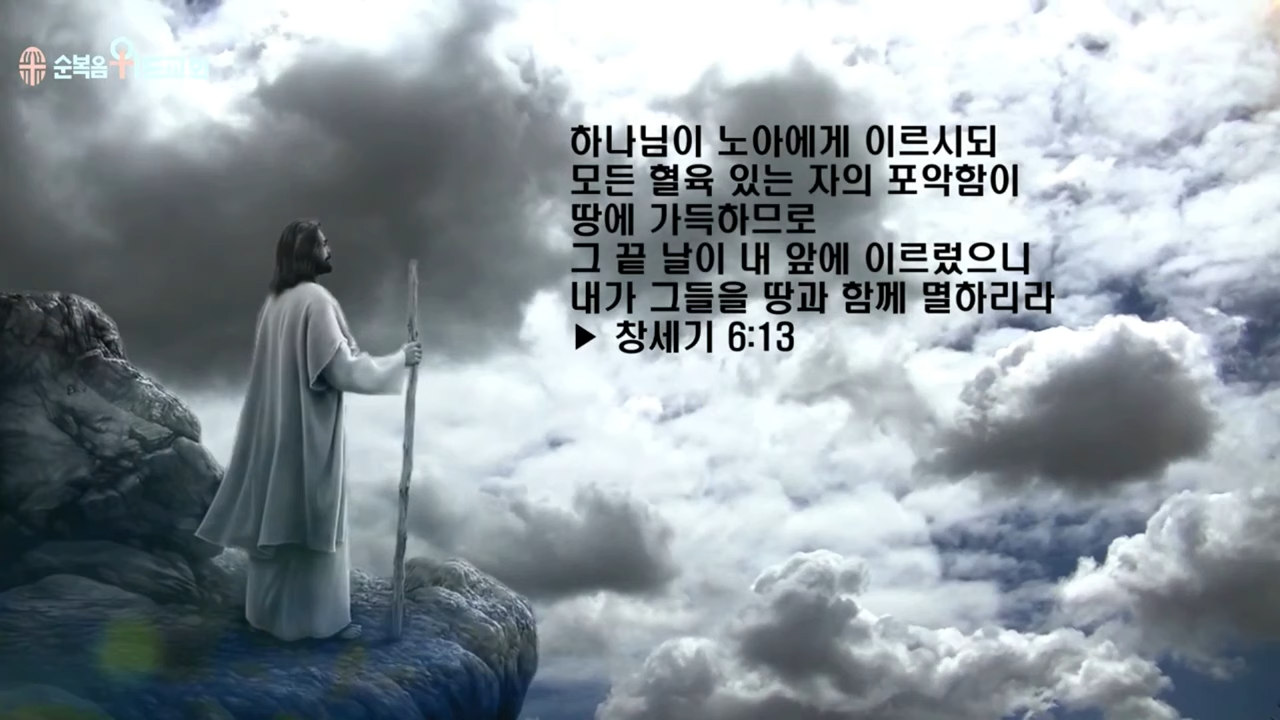 순복음
하나님이 노아에게 이르시되
모든 혈육 있는 자의 포악함이
땅에 가득하므로
그 끝 날이 내 앞에 이르렀으니
내가 그들을 땅과 함께 멸하리라
▶ 창세기 6:13